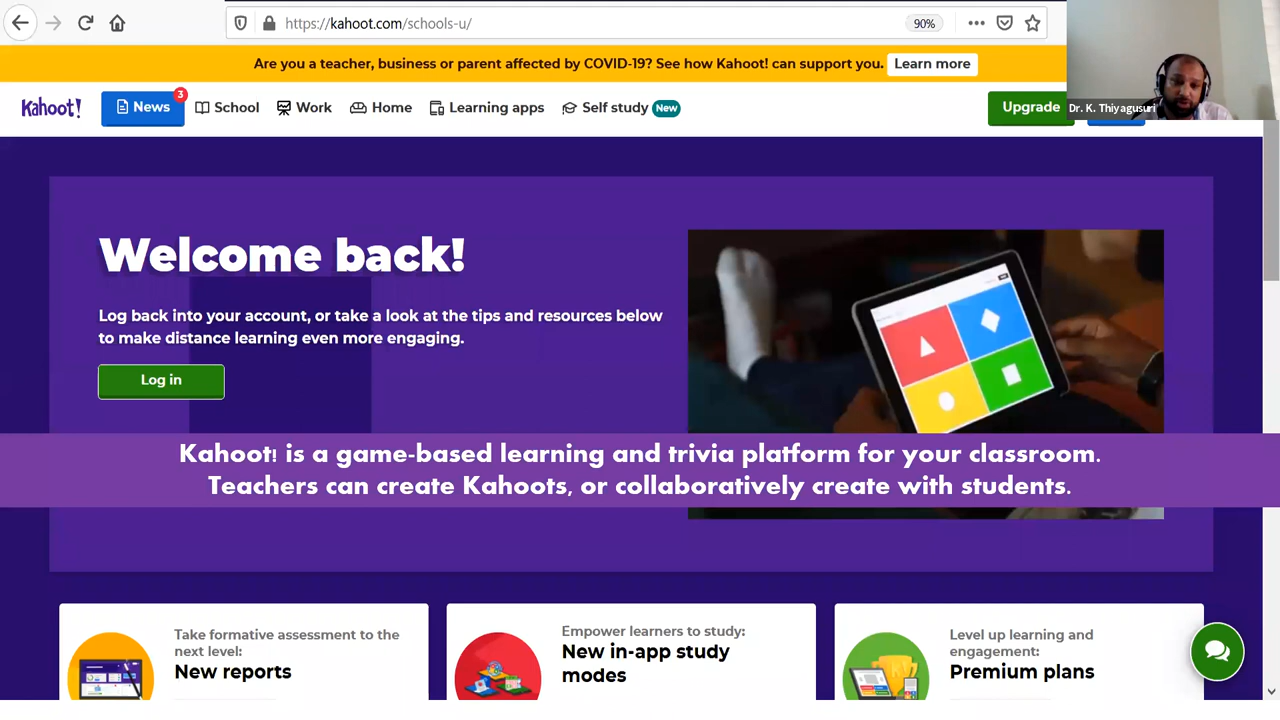 https://kahoot.com/schools-u/
90%
Are you a teacher, business or parent affected by COVID-19? See how Kahoot! can support you.
Learn more
Kahoot!
News
3
School
Work
Home
Learning apps
Self study
New
Upgrade
Dr. K. Thiyagusuri
Welcome back!
Log back into your account, or take a look at the tips and resources below
to make distance learning even more engaging.
Log in
Kahoot! is a game-based learning and trivia platform for your classroom.
Teachers can create Kahoots, or collaboratively create with students.
Take formative assessment to the
next level:
New reports
Empower learners to study:
New in-app study
modes
Level up learning and
engagement:
Premium plans